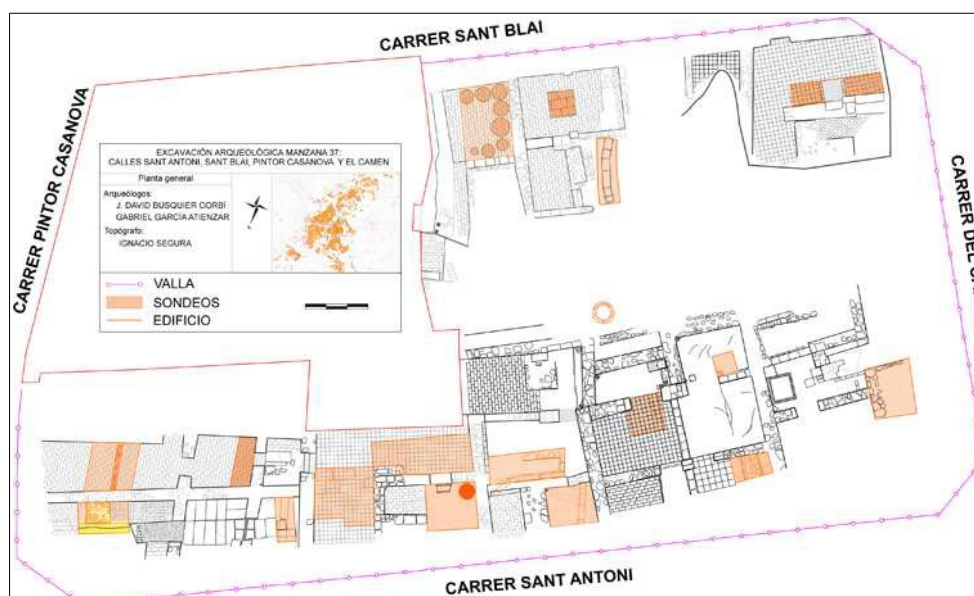 CARRER SANT BLAI
CARRER PINTOR CASANOVA
EXCAVACIÓN ARQUEOLÓGICA MANZANA 37:
CALLES SANT ANTONI, SANT BLAI, PINTOR CASANOVA Y EL CAMEN
Planta general
Arqueólogos:
J. DAVID BUSQUIER CORBÍ
GABRIEL GARCÍA ATIENZAR
Topógrafo:
IGNACIO SEGURA
VALLA
SONDEOS
EDIFICIO
CARRER DEL
CARRER SANT ANTONI